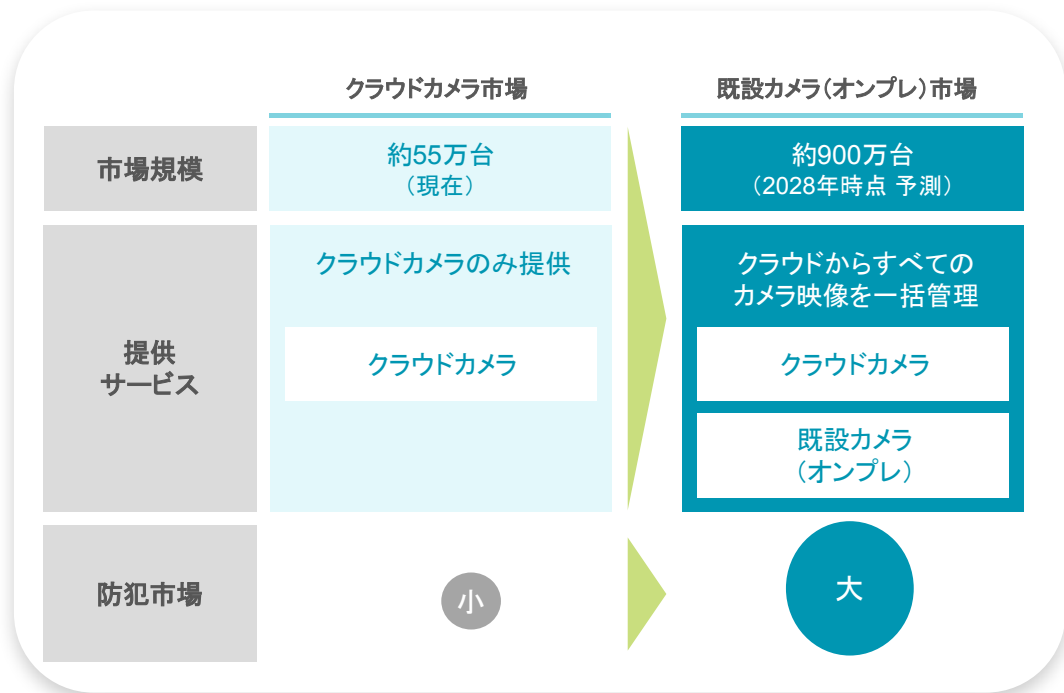 クラウドカメラ市場
既設カメラ(オンプレ)市場
市場規模
約55万台
（現在）
約900万台
（2028年時点 予測）
提供
サービス
クラウドカメラのみ提供
クラウドカメラ
クラウドからすべての
カメラ映像を一括管理
クラウドカメラ
既設カメラ
（オンプレ）
防犯市場
小
大